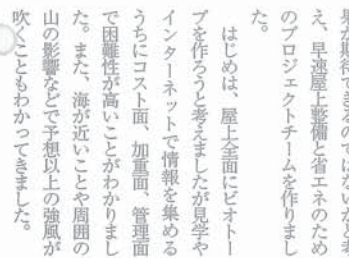 果が期待できるのではないかと考
え、早速屋上整備と省エネのため
のプロジェクトチームを作りまし
た。
はじめは、屋上全面にビオトー
プを作ろうと考えましたが見学や
インターネットで情報を集める
うちにコスト面、加重面、管理面
で困難性が高いことがわかりまし
た。また、海が近いことや周囲の
山の影響などで予想以上の強風が
吹くこともわかってきました。